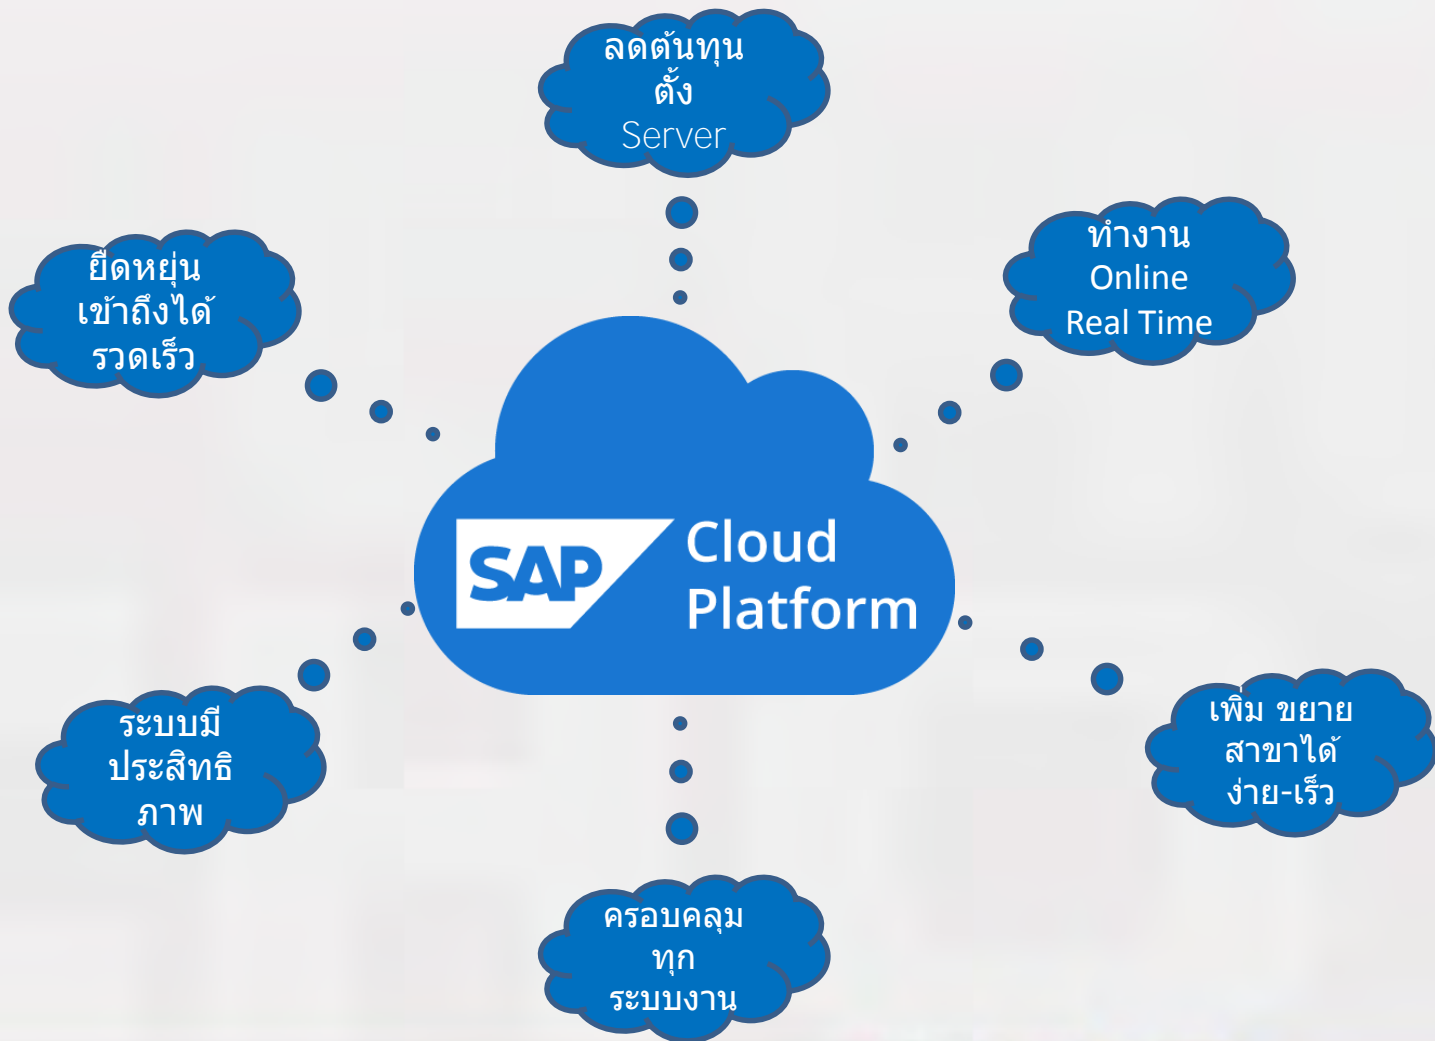 ลดต้นทุน
ตั้ง
Server
ทำงาน
Online
Real Time
ยืดหยุ่น
เข้าถึงได้
รวดเร็ว
SAP
Cloud
Platform
ระบบมี
ประสิทธิ
ภาพ
เพิ่ม ขยาย
สาขาได้
ง่าย-เร็ว
ครอบคลุม
ทุก
ระบบงาน